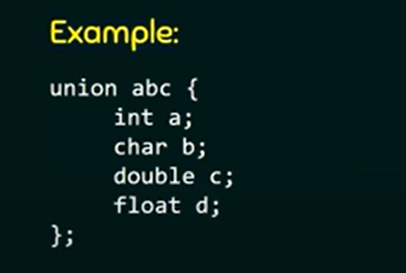 Example:
union abc {
int a;
char b;
double c;
float d;
};